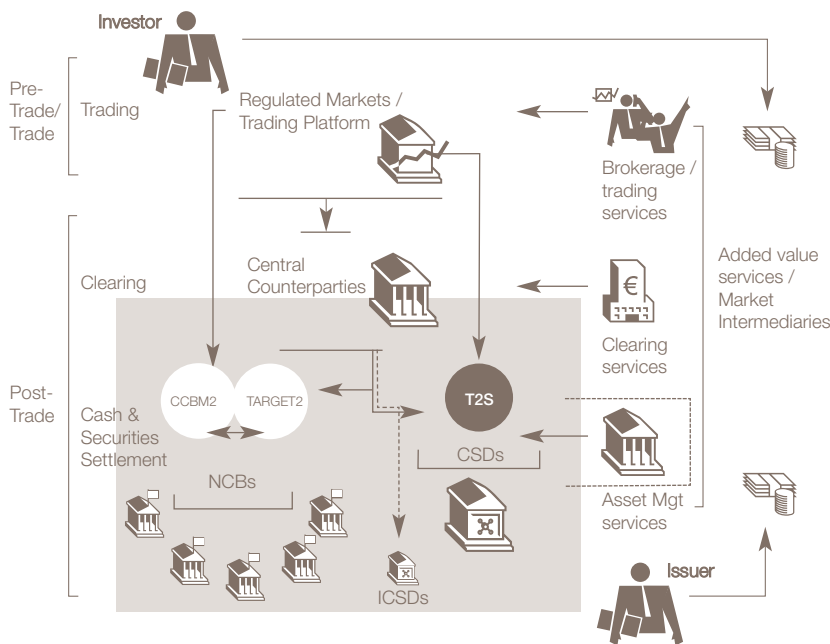 Investor
Pre-
Trade/
Trade
Trading
Regulated Markets /
Trading Platform
Brokerage /
trading
services
Clearing
Central
Counterparties
€
Clearing
services
Added value
services /
Market
Intermediaries
Post-
Trade
Cash &
Securities
Settlement
CCBM2
TARGET2
T2S
NCBs
CSDs
Asset Mgt
services
ICSDs
Issuer